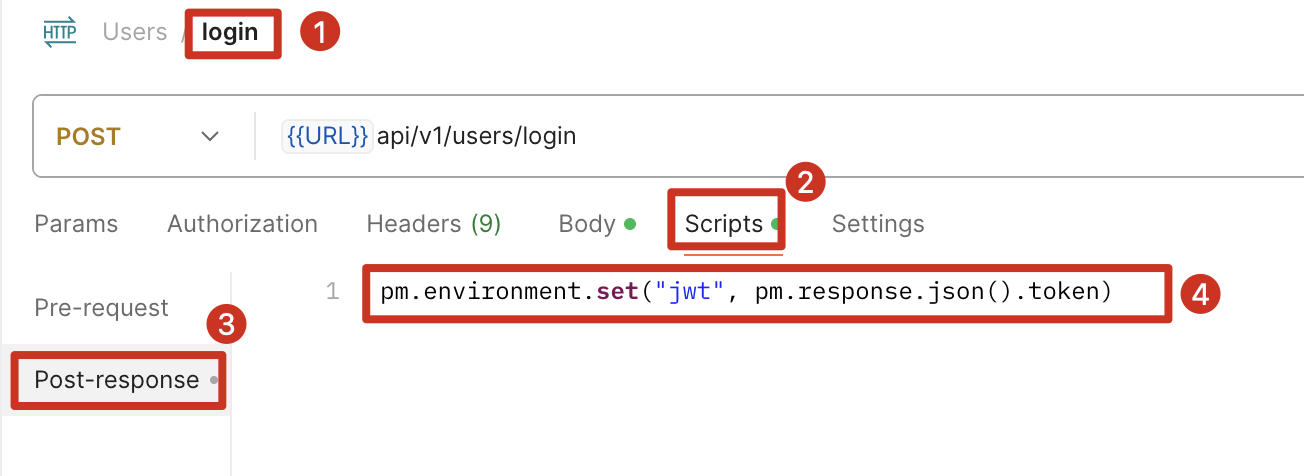 HTTP Users / login 1
POST {{URL}} api/v1/users/login
2
Params Authorization Headers (9) Body Scripts Settings
Pre-request
1 pm.environment.set("jwt", pm.response.json().token) 4
3
Post-response